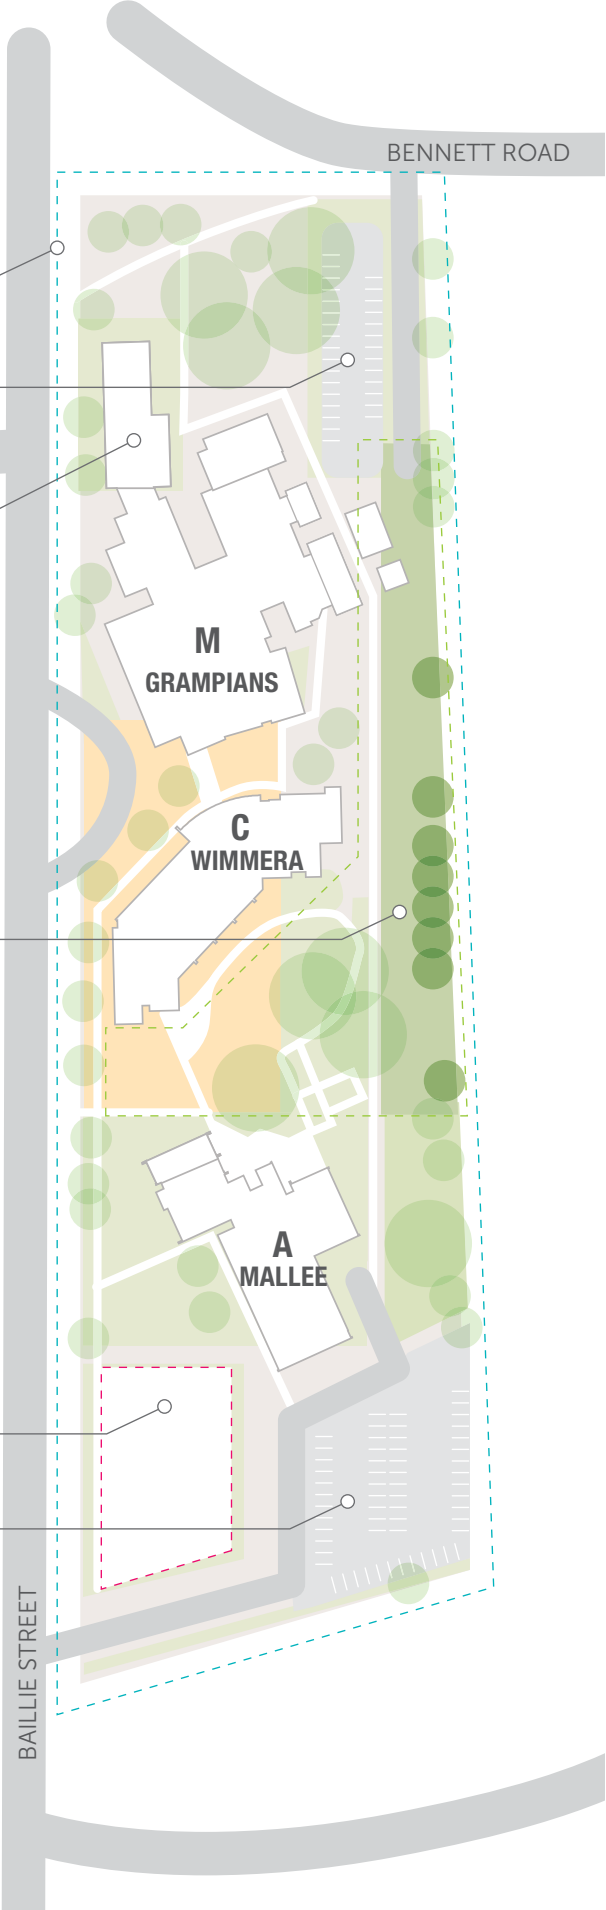 BENNETT ROAD
M
GRAMPIANS
C
WIMMERA
A
MALLEE
BAILLIE STREET